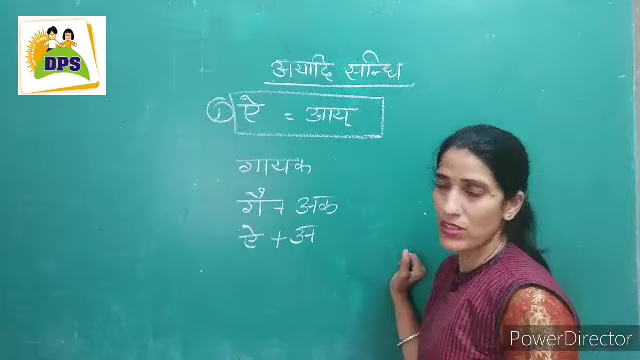 DPS
अयादि सन्धि
① ऐ = आय्
गायक
गै + अक
ऐ + अ
PowerDirector